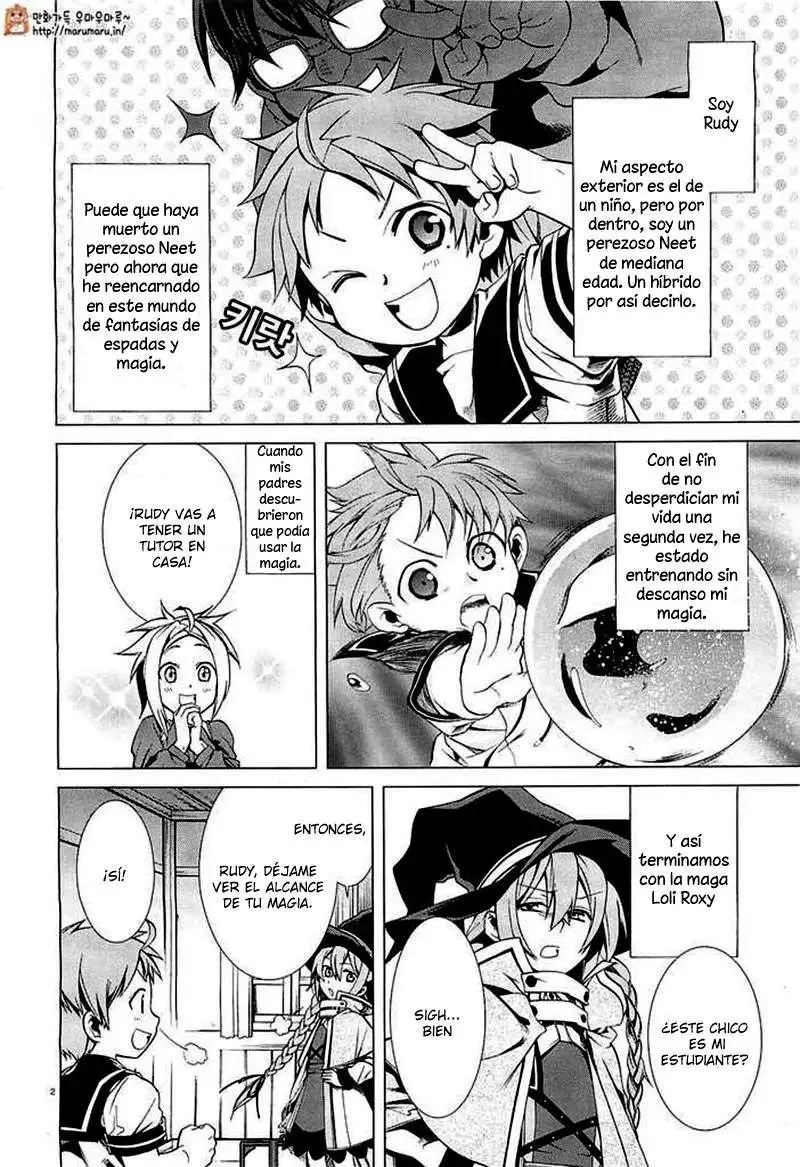 만화가득 우마우마루~
http://marumaru.in/
Soy
Rudy
Mi aspecto
exterior es el de
un niño, pero por
dentro, soy un
perezoso Neet
de mediana
edad. Un híbrido
por así decirlo.
Puede que haya
muerto un
perezoso Neet
pero ahora que
he reencarnado
en este mundo
de fantasías de
espadas y
magia.
키랏
Con el fin
de no
desperdiciar mi
vida una
segunda vez, he
estado
entrenando sin
descanso mi
magia.
Cuando
mis
padres
descu-
brieron
que podía
usar la
magia.
¡RUDY VAS A
TENER UN
TUTOR EN
CASA!
Y así
terminamos
con la maga
Loli Roxy
¿ESTE CHICO
ES MI
ESTUDIANTE?
SIGH...
BIEN
ENTONCES,
RUDY, DÉJAME
VER EL ALCANCE
DE TU MAGIA.
¡SÍ!
2